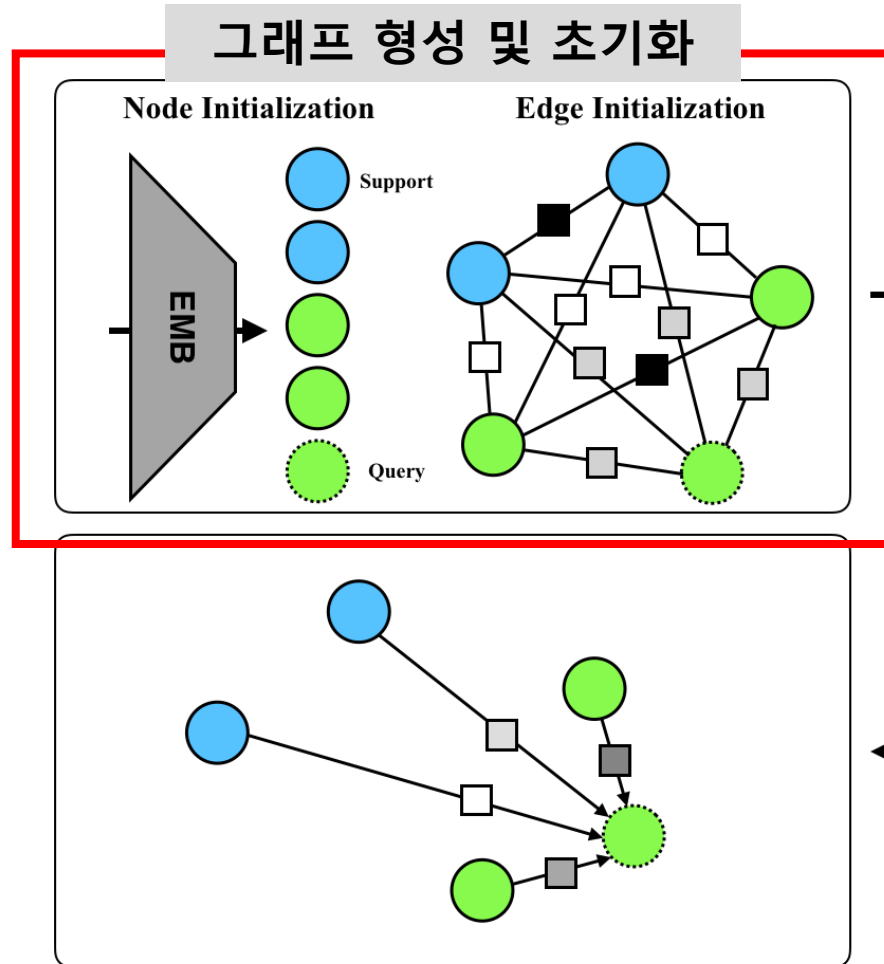 그래프 형성 및 초기화
Node Initialization
Edge Initialization
Support
EMB
Query